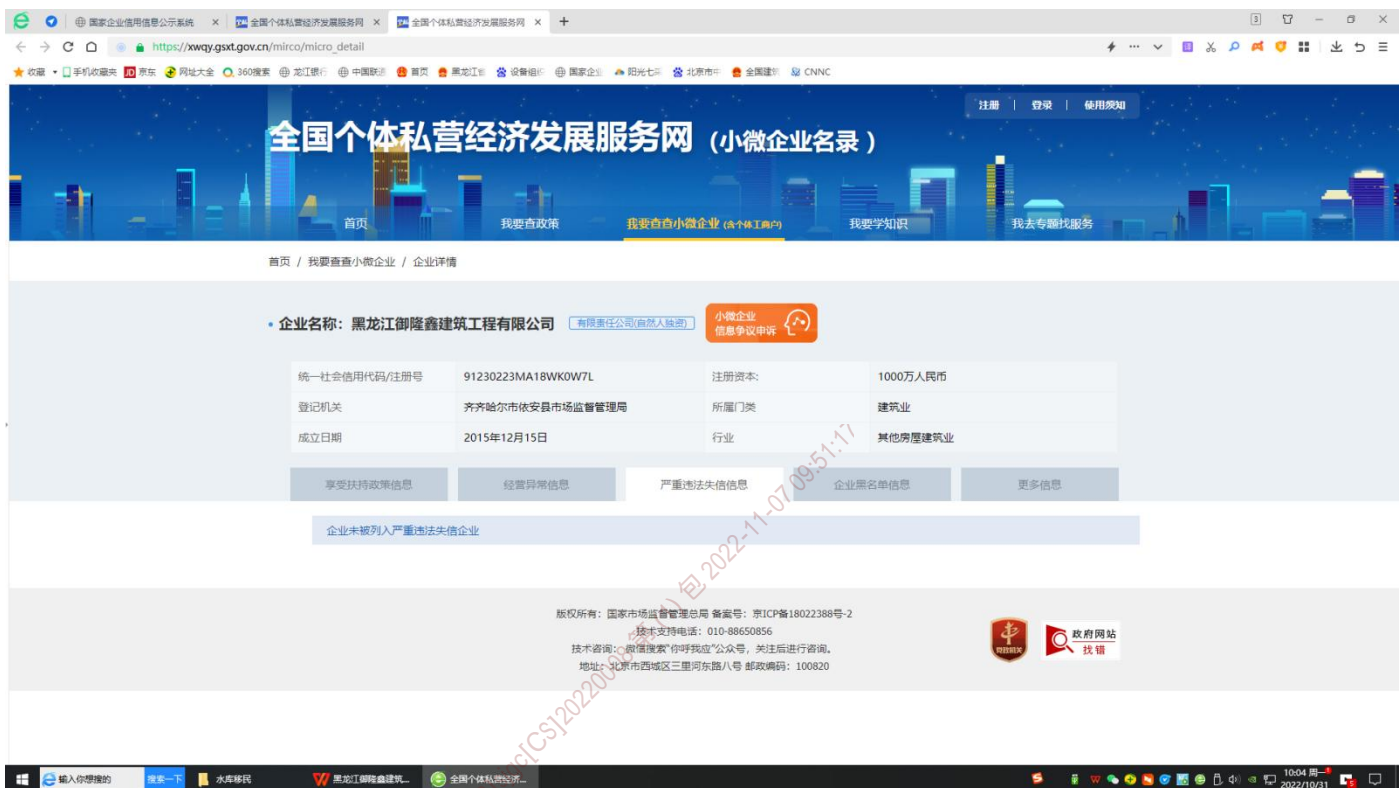 国家企业信用信息公示系统 × 全国个体私营经济发展服务网 × 全国个体私营经济发展服务网 × +
https://xwqy.gsxt.gov.cn/mirco/micro_detail
收藏 手机收藏夹 京东 网址大全 360搜索 龙江银行 中国联通 首页 黑龙江省 设备组织 国家企业 阳光七采 北京市中 全国建筑 CNNC
注册 | 登录 | 使用须知
全国个体私营经济发展服务网（小微企业名录）
首页 我要查政策 我要查查小微企业 (含个体工商户) 我要学知识 我去专题找服务
首页 / 我要查查小微企业 / 企业详情
• 企业名称：黑龙江御隆鑫建筑工程有限公司 有限责任公司(自然人独资) 小微企业
信息争议申诉
统一社会信用代码/注册号 91230223MA18WK0W7L 注册资本: 1000万人民币
登记机关 齐齐哈尔市依安县市场监督管理局 所属门类 建筑业
成立日期 2015年12月15日 行业 其他房屋建筑业
享受扶持政策信息 经营异常信息 严重违法失信信息 企业黑名单信息 更多信息
企业未被列入严重违法失信企业
版权所有：国家市场监督管理总局 备案号：京ICP备18022388号-2
技术支持电话：010-88650856
技术咨询：微信搜索“你呼我应”公众号，关注后进行咨询。
地址：北京市西城区三里河东路八号 邮政编码：100820
党政机关
政府网站
找错
[CS]20220008 第(1) 包 2022-11-07 09:51:17
输入你想搜的 搜索一下 水库移民 黑龙江御隆鑫建筑... 全国个体私营经济... 10:04 周一
2022/10/31